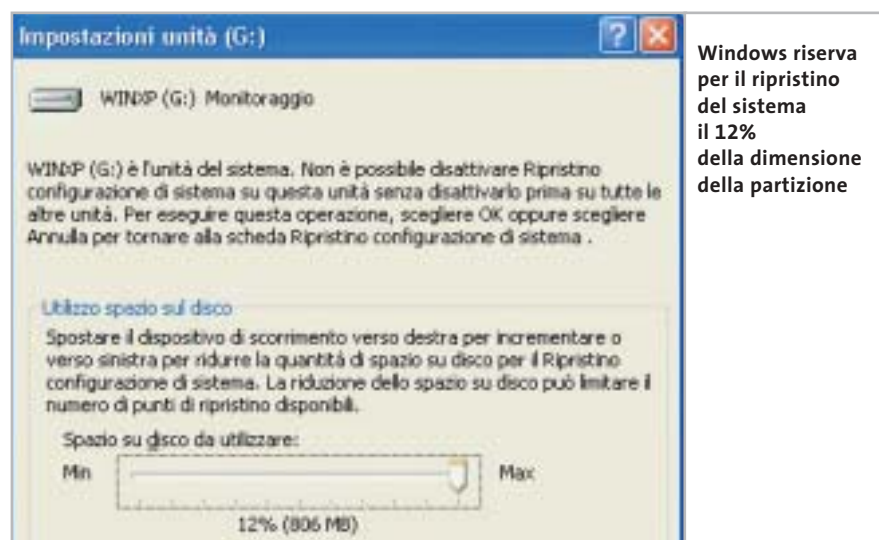 Impostazioni unità (G:)
WINXP (G:) Monitoraggio
WINXP (G:) è l'unità del sistema. Non è possibile disattivare Ripristino
configurazione di sistema su questa unità senza disattivarlo prima su tutte le
altre unità. Per eseguire questa operazione, scegliere OK oppure scegliere
Annulla per tornare alla scheda Ripristino configurazione di sistema .
Utilizzo spazio sul disco
Spostare il dispositivo di scorrimento verso destra per incrementare o
verso sinistra per ridurre la quantità di spazio su disco per il Ripristino
configurazione di sistema. La riduzione dello spazio su disco può limitare il
numero di punti di ripristino disponibili.
Spazio su disco da utilizzare:
Min
Max
12% (806 MB)
Windows riserva
per il ripristino
del sistema
il 12%
della dimensione
della partizione